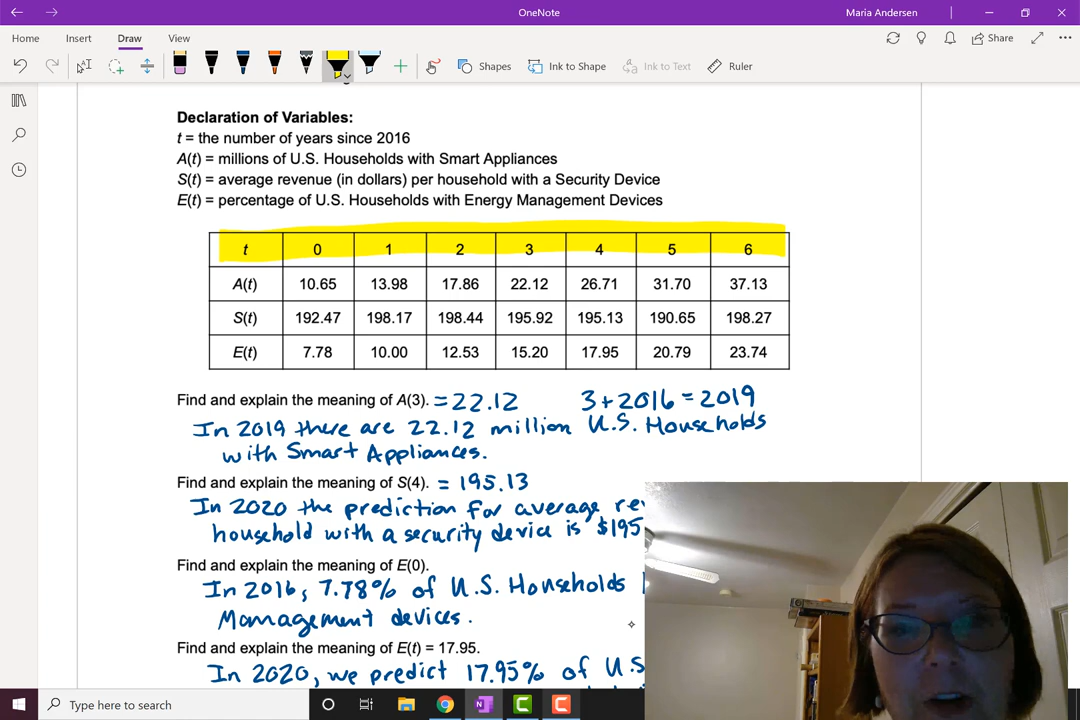 OneNote
Maria Andersen
Home Insert Draw View
Share
Shapes Ink to Shape Ink to Text Ruler
Declaration of Variables:
t = the number of years since 2016
A(t) = millions of U.S. Households with Smart Appliances
S(t) = average revenue (in dollars) per household with a Security Device
E(t) = percentage of U.S. Households with Energy Management Devices
t 0 1 2 3 4 5 6
A(t) 10.65 13.98 17.86 22.12 26.71 31.70 37.13
S(t) 192.47 198.17 198.44 195.92 195.13 190.65 198.27
E(t) 7.78 10.00 12.53 15.20 17.95 20.79 23.74
Find and explain the meaning of A(3). = 22.12 3 + 2016 = 2019
In 2019 there are 22.12 million U.S. Households
with Smart Appliances.
Find and explain the meaning of S(4). = 195.13
In 2020 the prediction for average re
household with a security device is $195
Find and explain the meaning of E(0).
In 2016, 7.78% of U.S. Households
Management devices.
Find and explain the meaning of E(t) = 17.95.
In 2020, we predict 17.95% of U.S
Type here to search